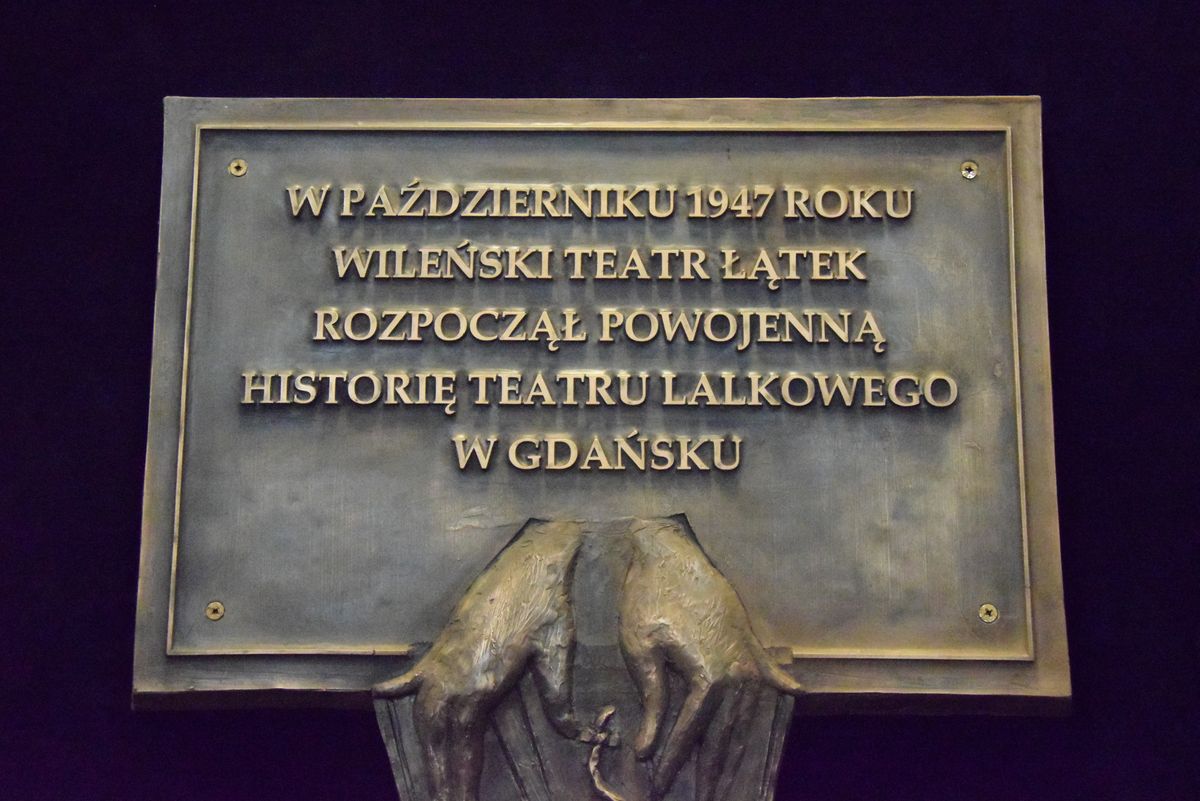 W PAŹDZIERNIKU 1947 ROKU
WILEŃSKI TEATR ŁĄTEK
ROZPOCZĄŁ POWOJENNĄ
HISTORIĘ TEATRU LALKOWEGO
W GDAŃSKU